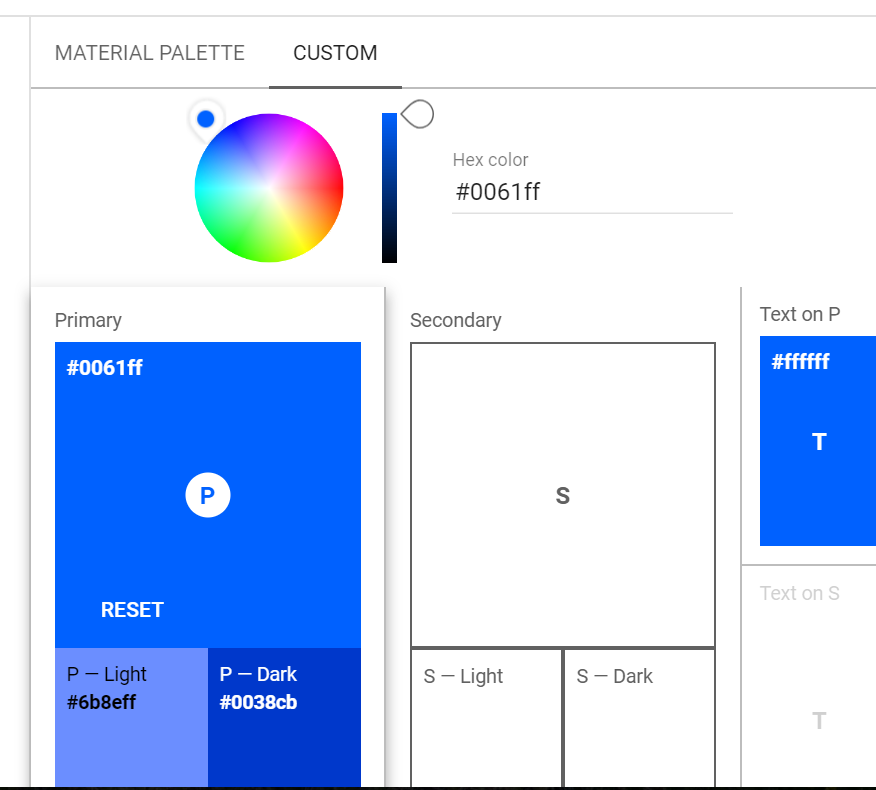 MATERIAL PALETTE
CUSTOM
Hex color
#0061ff
Primary
#0061ff
P
RESET
P — Light
#6b8eff
P — Dark
#0038cb
Secondary
S
S — Light
S — Dark
Text on P
#ffffff
T
Text on S
T